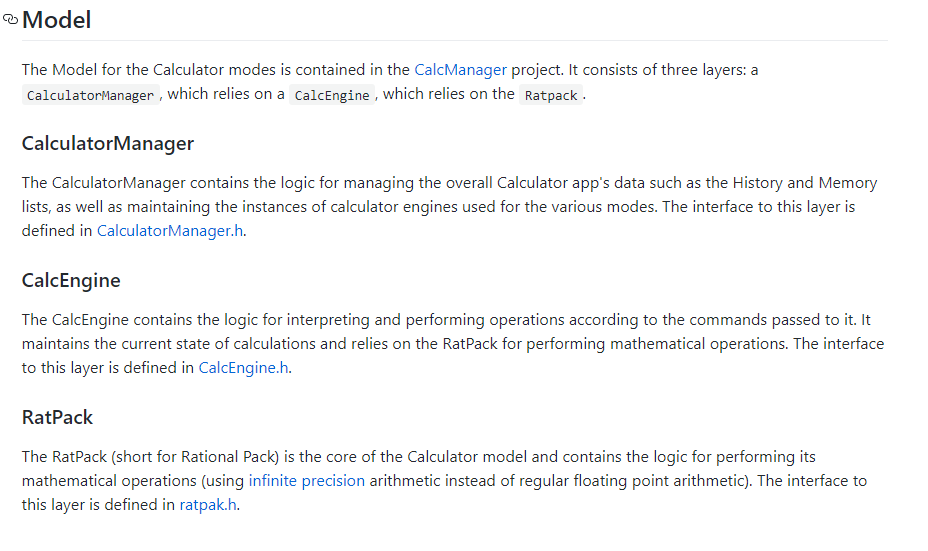 Model
The Model for the Calculator modes is contained in the CalcManager project. It consists of three layers: a
CalculatorManager, which relies on a CalcEngine, which relies on the Ratpack.
CalculatorManager
The CalculatorManager contains the logic for managing the overall Calculator app's data such as the History and Memory
lists, as well as maintaining the instances of calculator engines used for the various modes. The interface to this layer is
defined in CalculatorManager.h.
CalcEngine
The CalcEngine contains the logic for interpreting and performing operations according to the commands passed to it. It
maintains the current state of calculations and relies on the RatPack for performing mathematical operations. The interface
to this layer is defined in CalcEngine.h.
RatPack
The RatPack (short for Rational Pack) is the core of the Calculator model and contains the logic for performing its
mathematical operations (using infinite precision arithmetic instead of regular floating point arithmetic). The interface to
this layer is defined in ratpak.h.